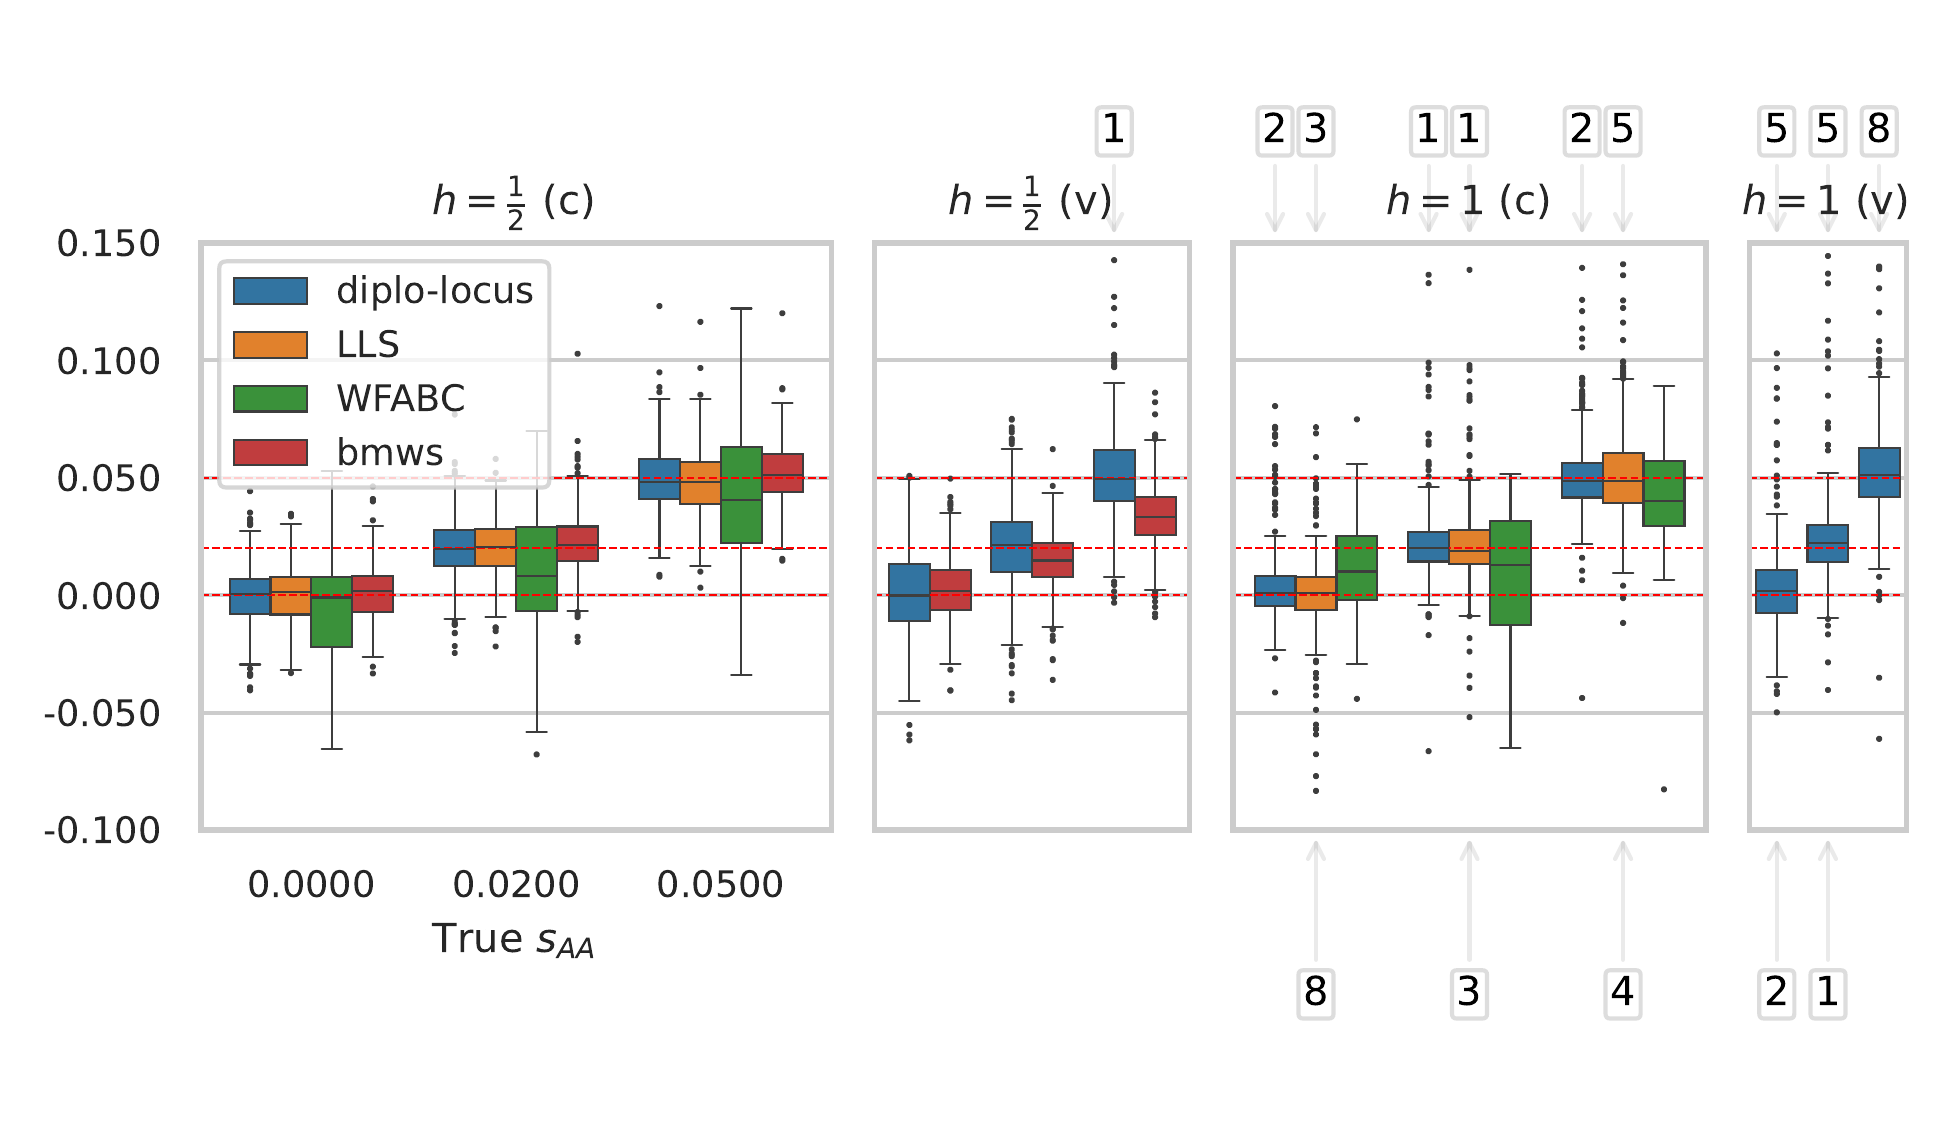 1 2 3 1 1 2 5 5 5 8
h = 1/2 (c) h = 1/2 (v) h = 1 (c) h = 1 (v)
0.150
diplo-locus
0.100
LLS
WFABC
bmws
0.050
0.000
-0.050
-0.100
0.0000 0.0200 0.0500
True s_AA
8 3 4 2 1